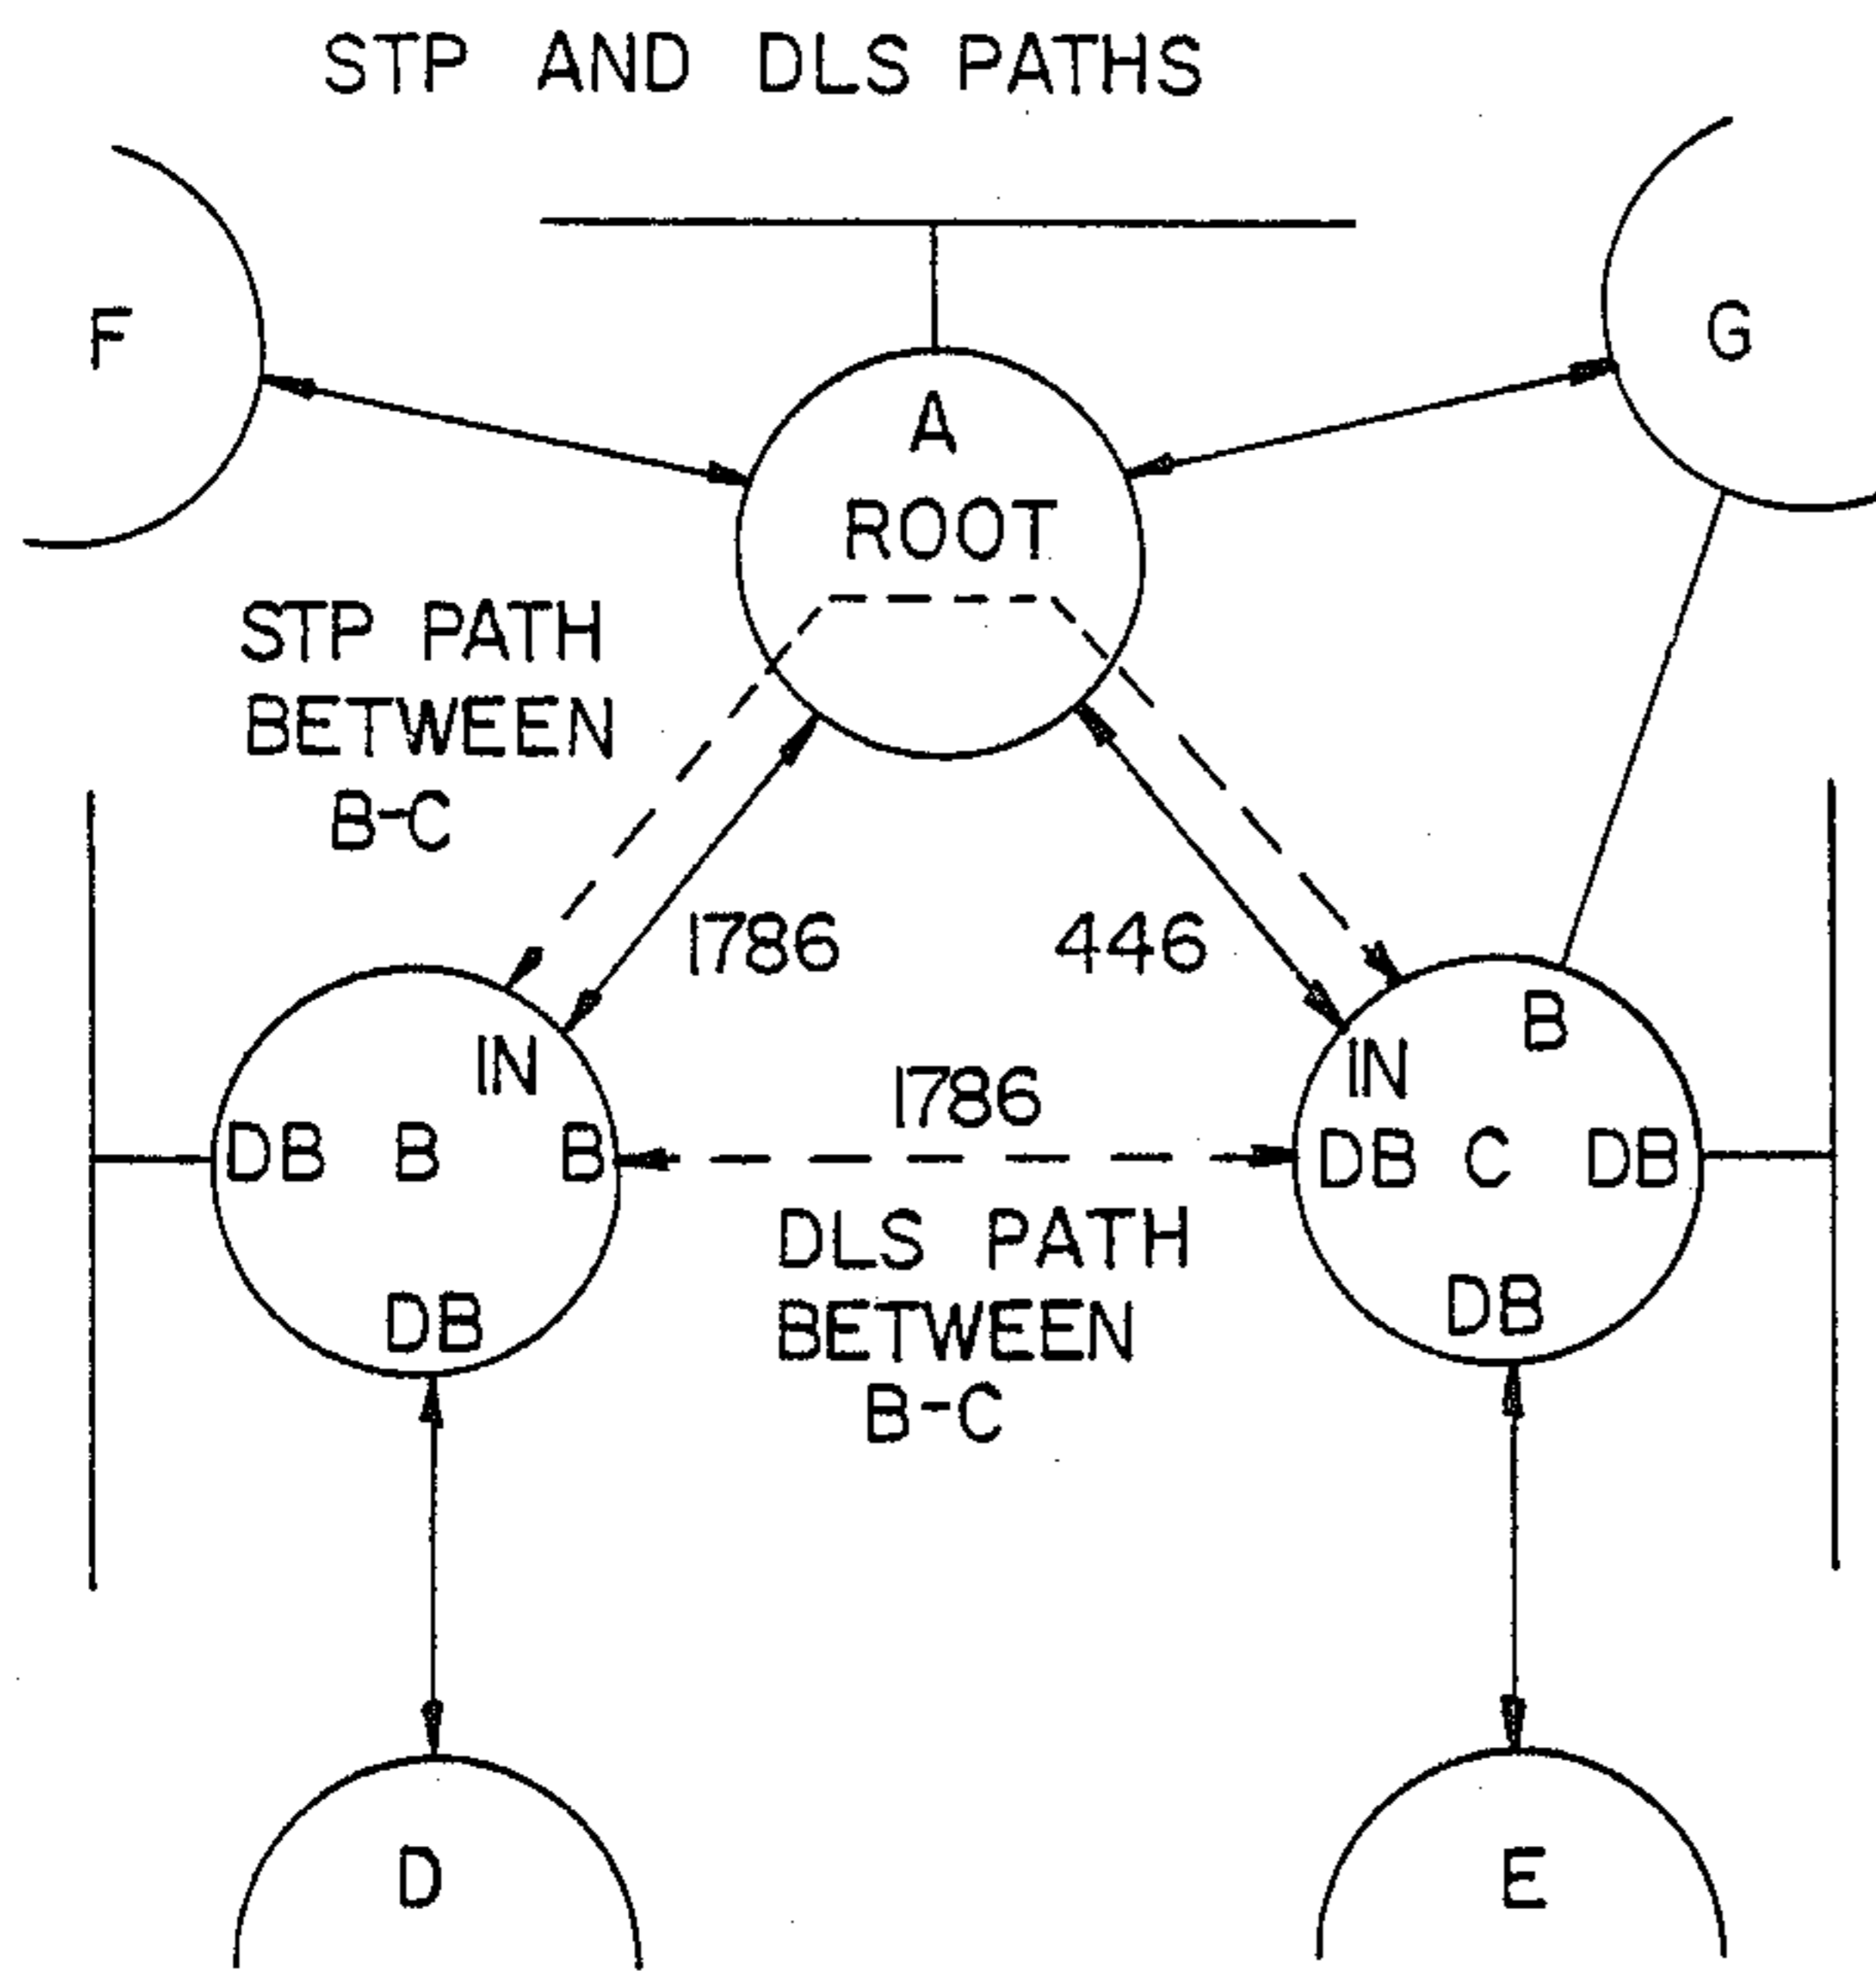 STP AND DLS PATHS
F
G
A
ROOT
STP PATH
BETWEEN
B-C
1786
446
IN
B
IN
1786
DB B B
DB C DB
DLS PATH
BETWEEN
B-C
DB
DB
D
E